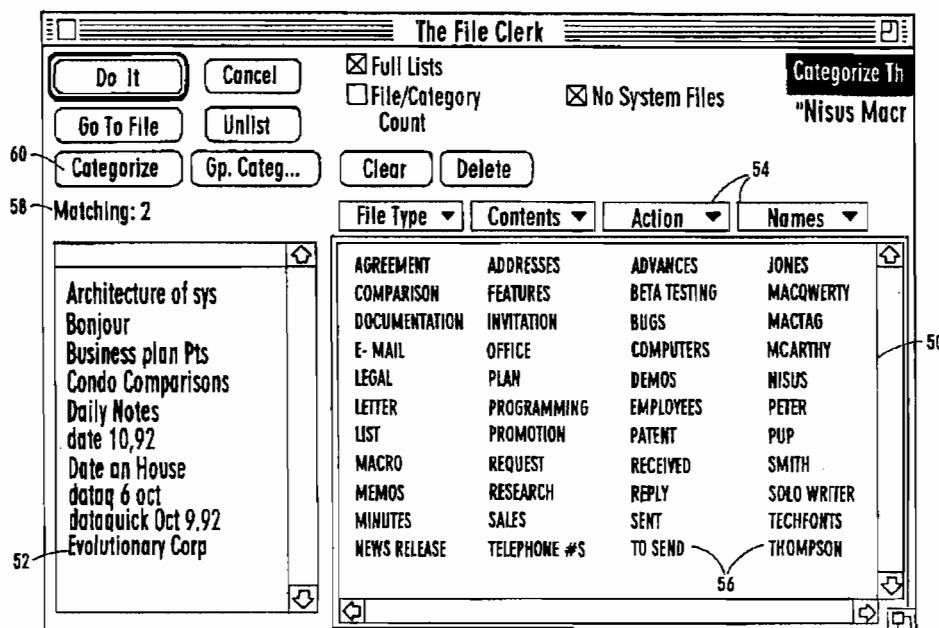 The File Clerk
Do It Cancel ☒ Full Lists Categorize Th
☐ File/Category Count ☒ No System Files "Nisus Macr
Go To File Unlist
60 Categorize Gp. Categ... Clear Delete
54
58 Matching: 2 File Type ▼ Contents ▼ Action ▼ Names ▼
Architecture of sys
Bonjour
Business plan Pts
Condo Comparisons
Daily Notes
date 10,92
Date an House
dataq 6 oct
dataquick Oct 9,92
52 Evolutionary Corp
AGREEMENT ADDRESSES ADVANCES JONES
COMPARISON FEATURES BETA TESTING MACQWERTY
DOCUMENTATION INVITATION BUGS MACTAG
E- MAIL OFFICE COMPUTERS MCARTHY
50
LEGAL PLAN DEMOS NISUS
LETTER PROGRAMMING EMPLOYEES PETER
LIST PROMOTION PATENT PUP
MACRO REQUEST RECEIVED SMITH
MEMOS RESEARCH REPLY SOLO WRITER
MINUTES SALES SENT TECHFONTS
NEWS RELEASE TELEPHONE #S TO SEND THOMPSON
56